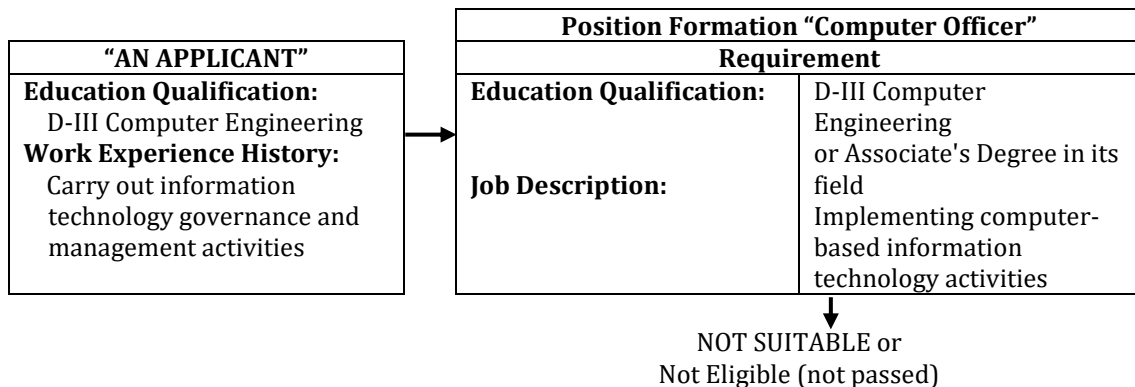 “AN APPLICANT”
Education Qualification:
D-III Computer Engineering
Work Experience History:
Carry out information
technology governance and
management activities
Position Formation “Computer Officer”
Requirement
Education Qualification:
Job Description:
D-III Computer
Engineering
or Associate's Degree in its
field
Implementing computer-
based information
technology activities
NOT SUITABLE or
Not Eligible (not passed)